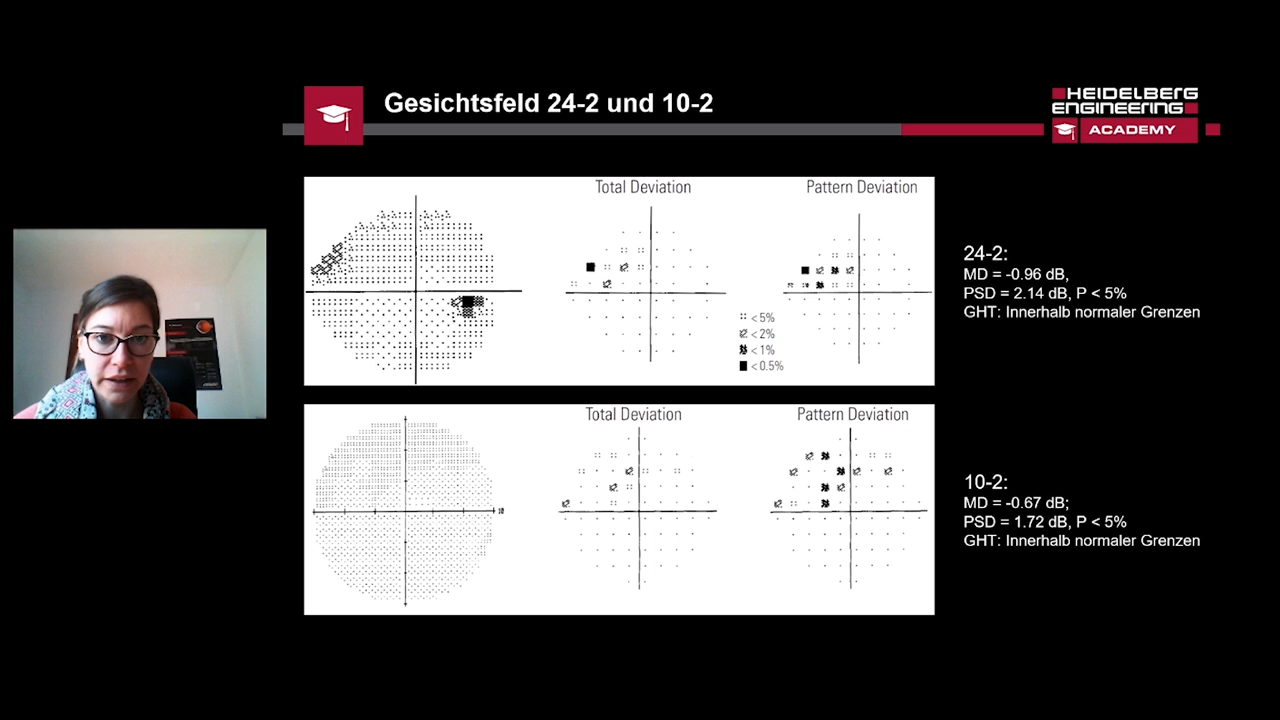 Gesichtsfeld 24-2 und 10-2
HEIDELBERG
ENGINEERING
ACADEMY
Total Deviation
Pattern Deviation
< 5%
< 2%
< 1%
< 0.5%
24-2:
MD = -0.96 dB,
PSD = 2.14 dB, P < 5%
GHT: Innerhalb normaler Grenzen
Total Deviation
Pattern Deviation
10-2:
MD = -0.67 dB;
PSD = 1.72 dB, P < 5%
GHT: Innerhalb normaler Grenzen